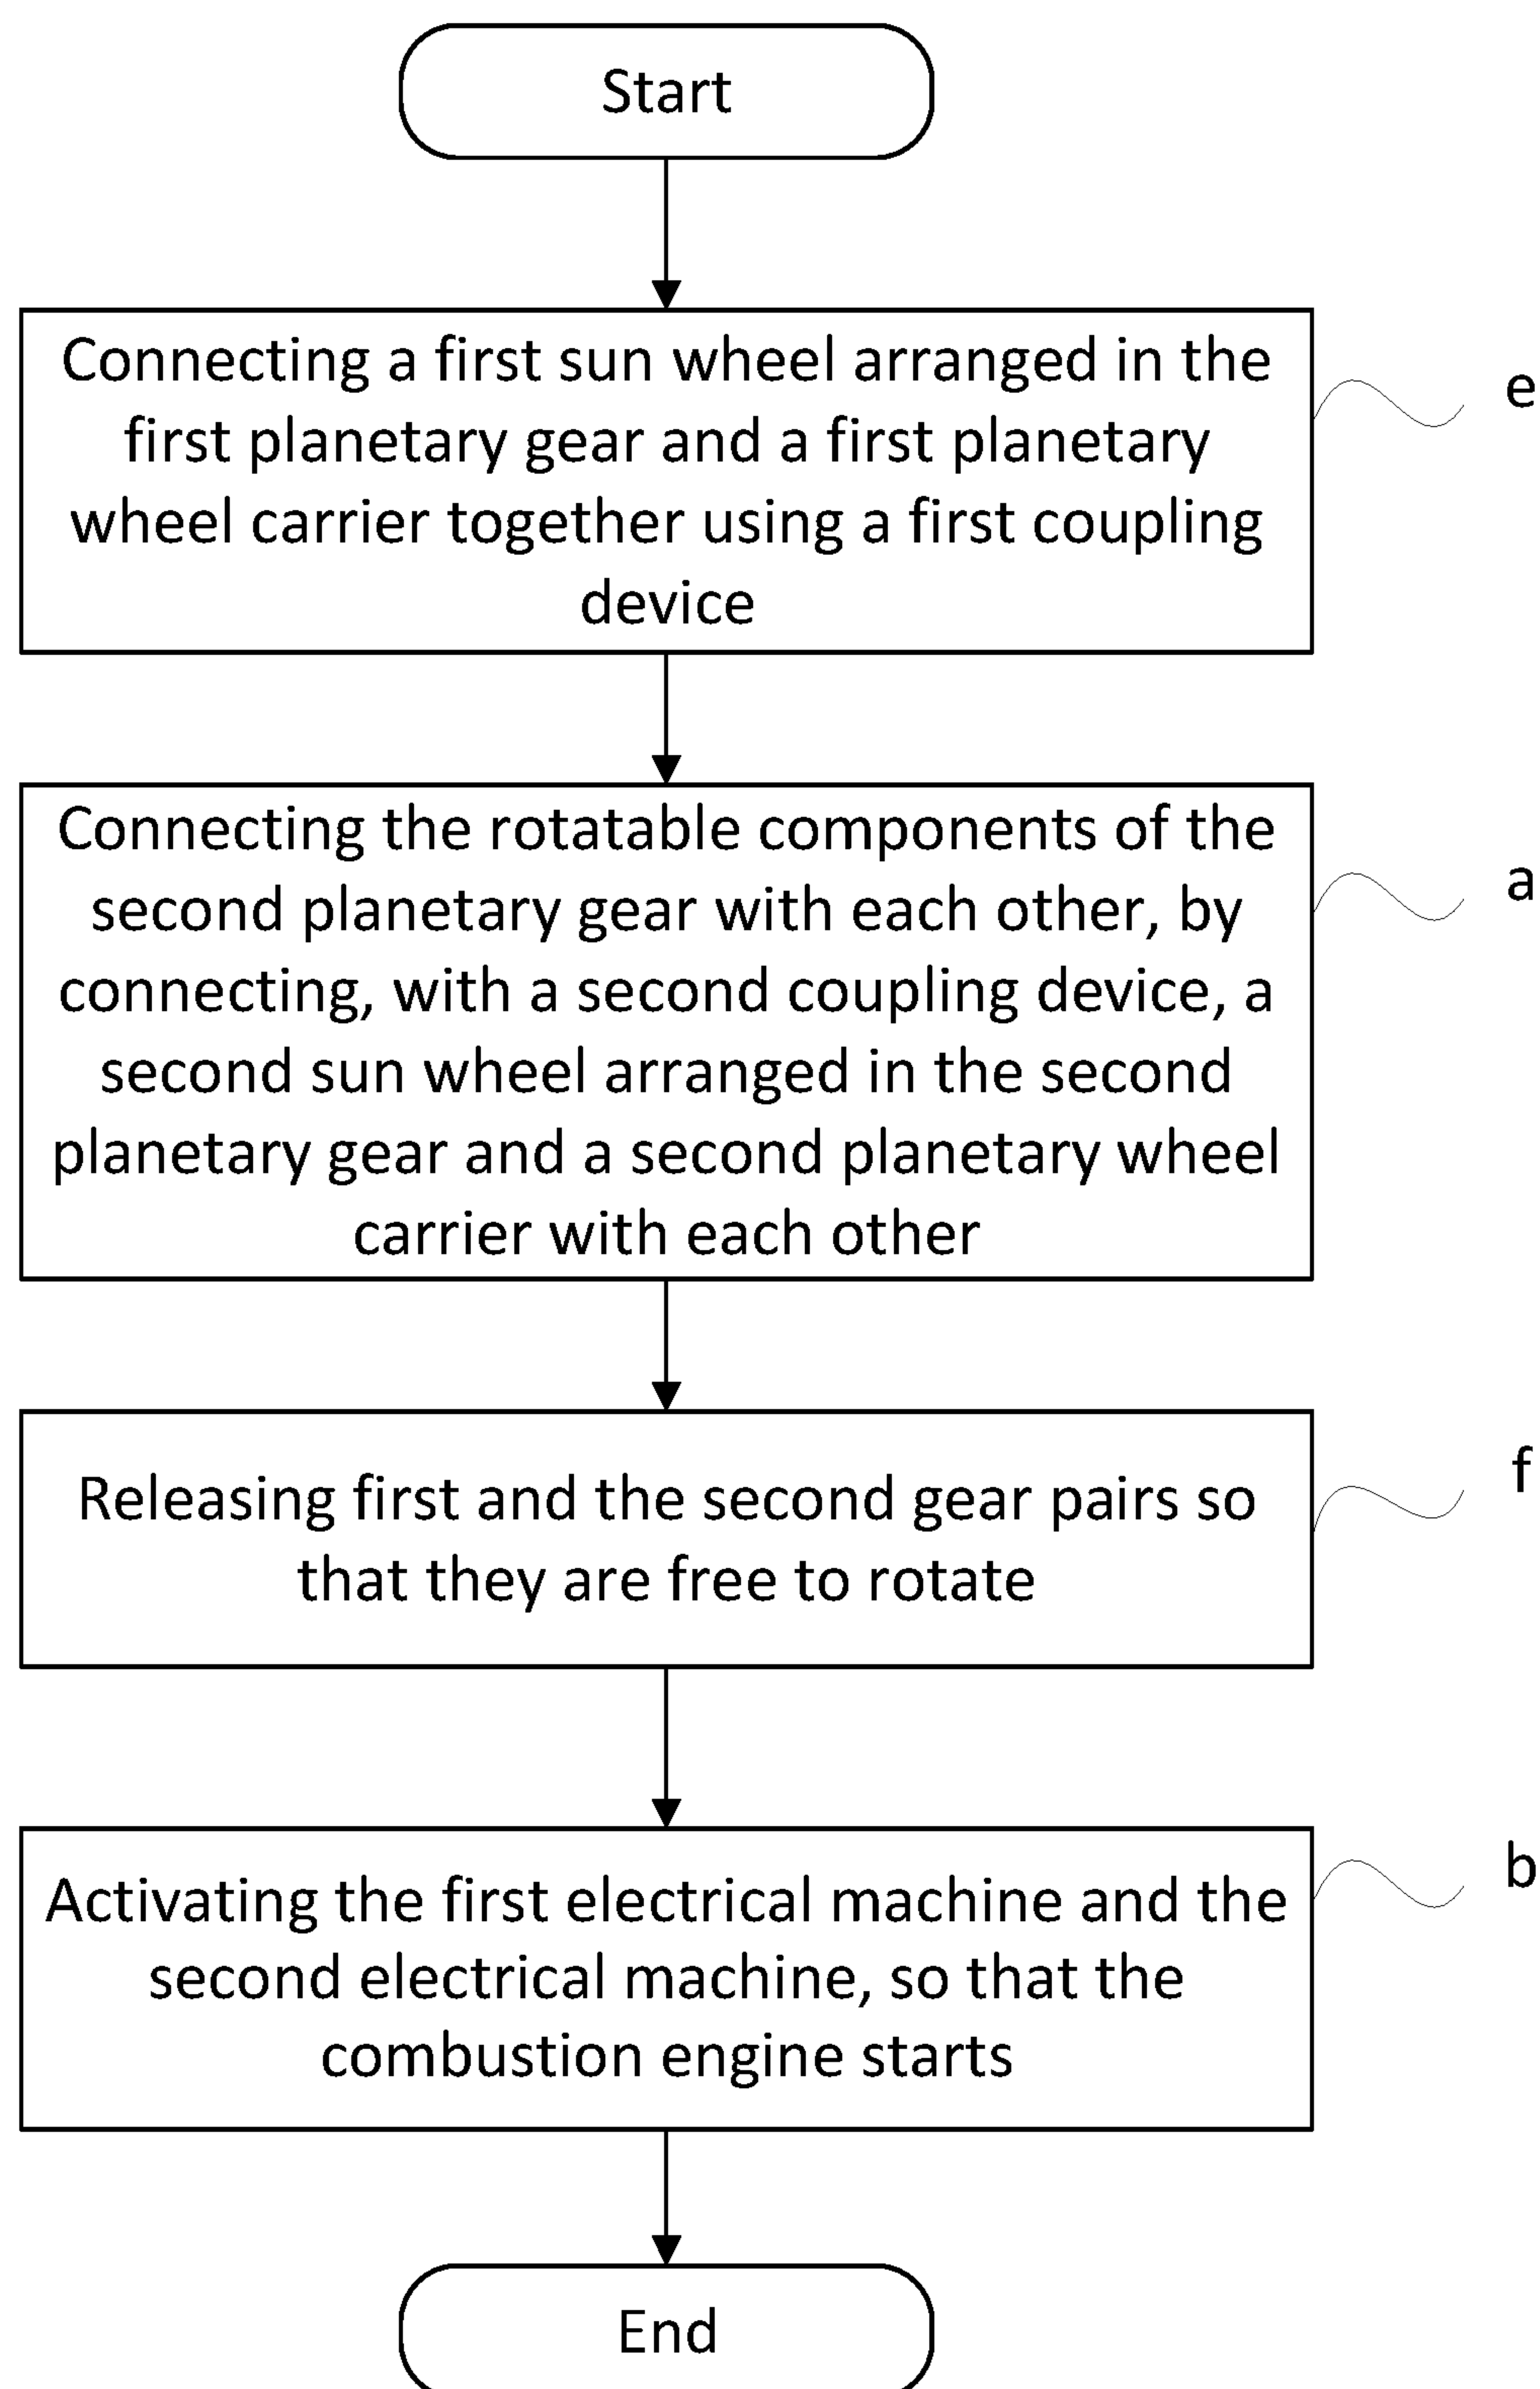 Start
Connecting a first sun wheel arranged in the
first planetary gear and a first planetary
wheel carrier together using a first coupling
device
e
Connecting the rotatable components of the
second planetary gear with each other, by
connecting, with a second coupling device, a
second sun wheel arranged in the second
planetary gear and a second planetary wheel
carrier with each other
a
Releasing first and the second gear pairs so
that they are free to rotate
f
Activating the first electrical machine and the
second electrical machine, so that the
combustion engine starts
b
End